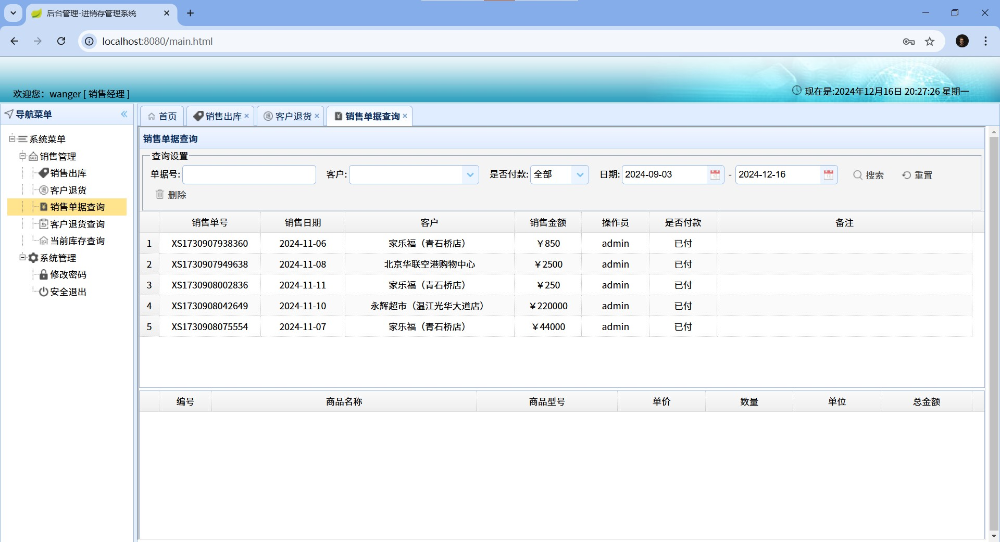 后台管理-进销存管理系统
localhost:8080/main.html
欢迎您：wanger [ 销售经理 ]
现在是:2024年12月16日 20:27:26 星期一
导航菜单
首页 销售出库 客户退货 销售单据查询
系统菜单
销售管理
销售出库
客户退货
销售单据查询
客户退货查询
当前库存查询
系统管理
修改密码
安全退出
销售单据查询
查询设置
单据号: 客户: 是否付款: 全部 日期: 2024-09-03 - 2024-12-16 搜索 重置
删除
销售单号 销售日期 客户 销售金额 操作员 是否付款 备注
1 XS1730907938360 2024-11-06 家乐福（青石桥店） ￥850 admin 已付
2 XS1730907949638 2024-11-08 北京华联空港购物中心 ￥2500 admin 已付
3 XS1730908002836 2024-11-11 家乐福（青石桥店） ￥250 admin 已付
4 XS1730908042649 2024-11-10 永辉超市（温江光华大道店） ￥220000 admin 已付
5 XS1730908075554 2024-11-07 家乐福（青石桥店） ￥44000 admin 已付
编号 商品名称 商品型号 单价 数量 单位 总金额